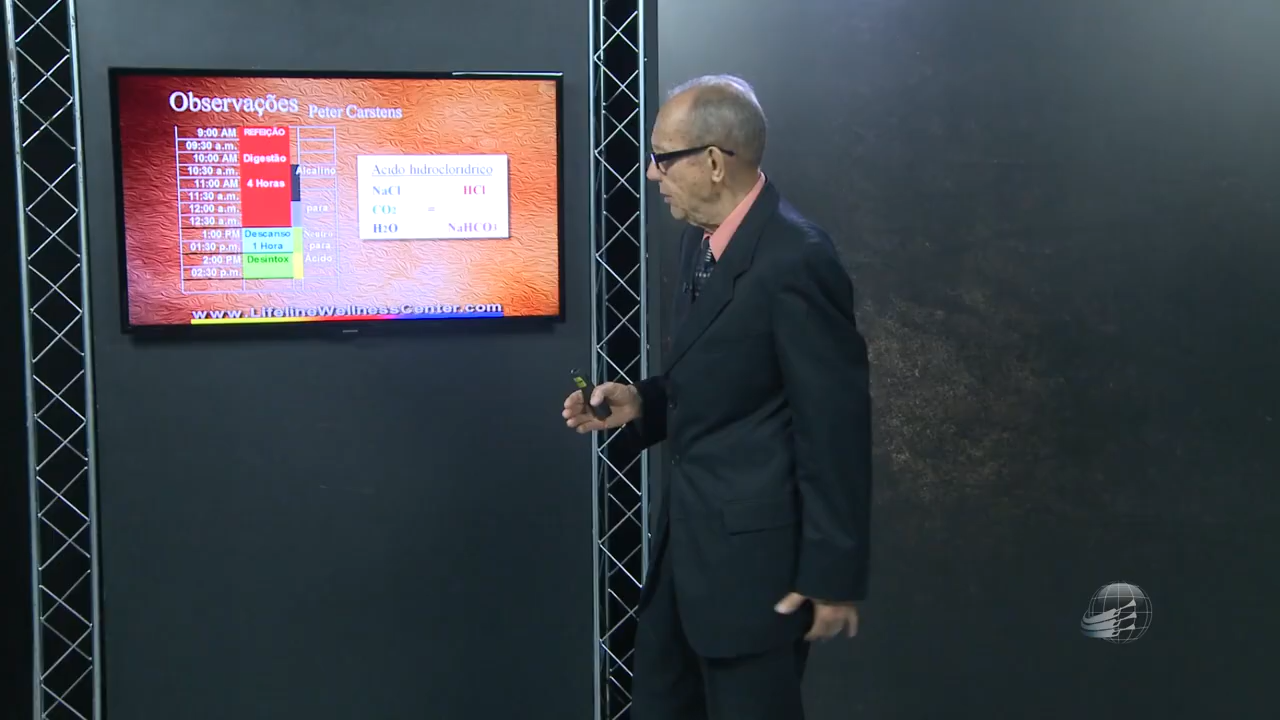 Observações Peter Carstens
9:00 AM REFEIÇÃO
09:30 a.m.
10:00 AM Digestão
10:30 a.m. Alcalino
11:00 AM 4 Horas
11:30 a.m.
12:00 a.m. para
12:30 a.m.
1:00 PM Descanso Neutro
01:30 p.m. 1 Hora para
2:00 PM Desintox Ácido
02:30 p.m.
Ácido hidroclorídrico
NaCl HCl
CO2 =
H2O NaHCO3
www.LifelineWellnessCenter.com